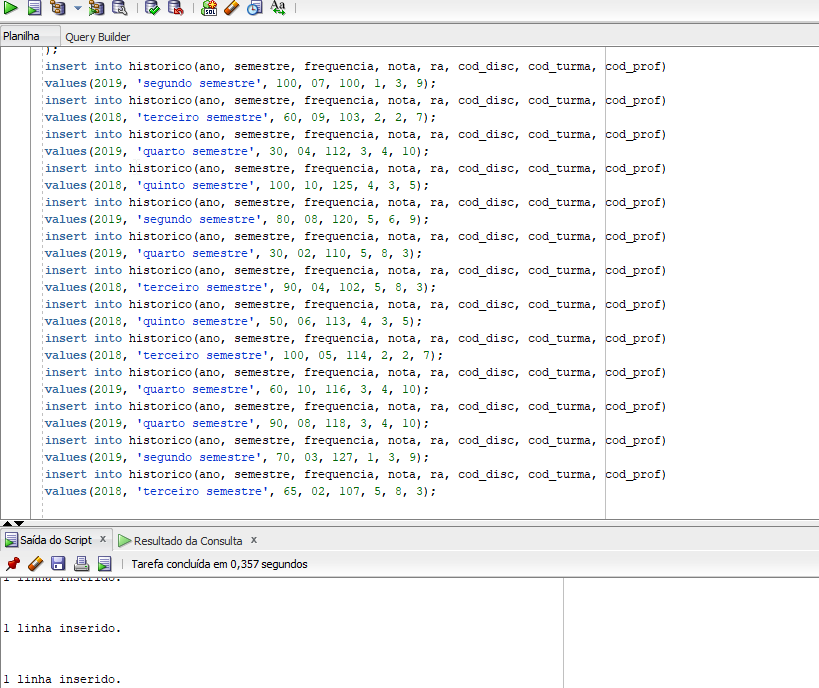 SQL
Aa
Planilha
Query Builder
);
insert into historico(ano, semestre, frequencia, nota, ra, cod_disc, cod_turma, cod_prof)
values(2019, 'segundo semestre', 100, 07, 100, 1, 3, 9);
insert into historico(ano, semestre, frequencia, nota, ra, cod_disc, cod_turma, cod_prof)
values(2018, 'terceiro semestre', 60, 09, 103, 2, 2, 7);
insert into historico(ano, semestre, frequencia, nota, ra, cod_disc, cod_turma, cod_prof)
values(2019, 'quarto semestre', 30, 04, 112, 3, 4, 10);
insert into historico(ano, semestre, frequencia, nota, ra, cod_disc, cod_turma, cod_prof)
values(2018, 'quinto semestre', 100, 10, 125, 4, 3, 5);
insert into historico(ano, semestre, frequencia, nota, ra, cod_disc, cod_turma, cod_prof)
values(2019, 'segundo semestre', 80, 08, 120, 5, 6, 9);
insert into historico(ano, semestre, frequencia, nota, ra, cod_disc, cod_turma, cod_prof)
values(2019, 'quarto semestre', 30, 02, 110, 5, 8, 3);
insert into historico(ano, semestre, frequencia, nota, ra, cod_disc, cod_turma, cod_prof)
values(2018, 'terceiro semestre', 90, 04, 102, 5, 8, 3);
insert into historico(ano, semestre, frequencia, nota, ra, cod_disc, cod_turma, cod_prof)
values(2018, 'quinto semestre', 50, 06, 113, 4, 3, 5);
insert into historico(ano, semestre, frequencia, nota, ra, cod_disc, cod_turma, cod_prof)
values(2018, 'terceiro semestre', 100, 05, 114, 2, 2, 7);
insert into historico(ano, semestre, frequencia, nota, ra, cod_disc, cod_turma, cod_prof)
values(2019, 'quarto semestre', 60, 10, 116, 3, 4, 10);
insert into historico(ano, semestre, frequencia, nota, ra, cod_disc, cod_turma, cod_prof)
values(2019, 'quarto semestre', 90, 08, 118, 3, 4, 10);
insert into historico(ano, semestre, frequencia, nota, ra, cod_disc, cod_turma, cod_prof)
values(2019, 'segundo semestre', 70, 03, 127, 1, 3, 9);
insert into historico(ano, semestre, frequencia, nota, ra, cod_disc, cod_turma, cod_prof)
values(2018, 'terceiro semestre', 65, 02, 107, 5, 8, 3);
Saída do Script x
Resultado da Consulta x
Tarefa concluída em 0,357 segundos
1 linha inserido.
1 linha inserido.
1 linha inserido.